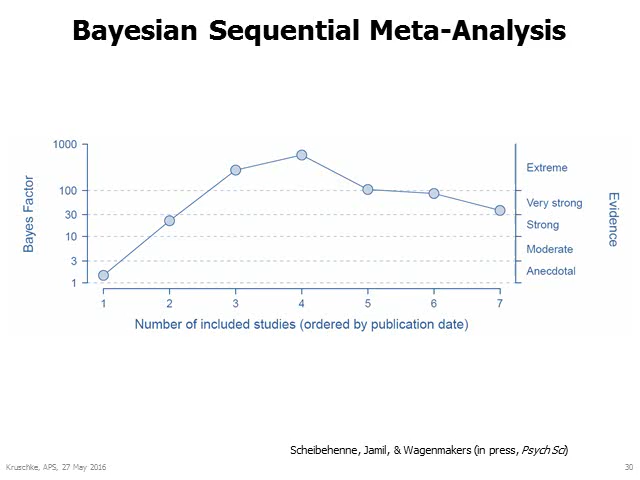 Bayesian Sequential Meta-Analysis
1000
100
30
10
3
1
Bayes Factor
Extreme
Very strong
Strong
Moderate
Anecdotal
Evidence
1 2 3 4 5 6 7
Number of included studies (ordered by publication date)
Scheibehenne, Jamil, & Wagenmakers (in press, Psych Sci)
Kruschke, APS, 27 May 2016
30